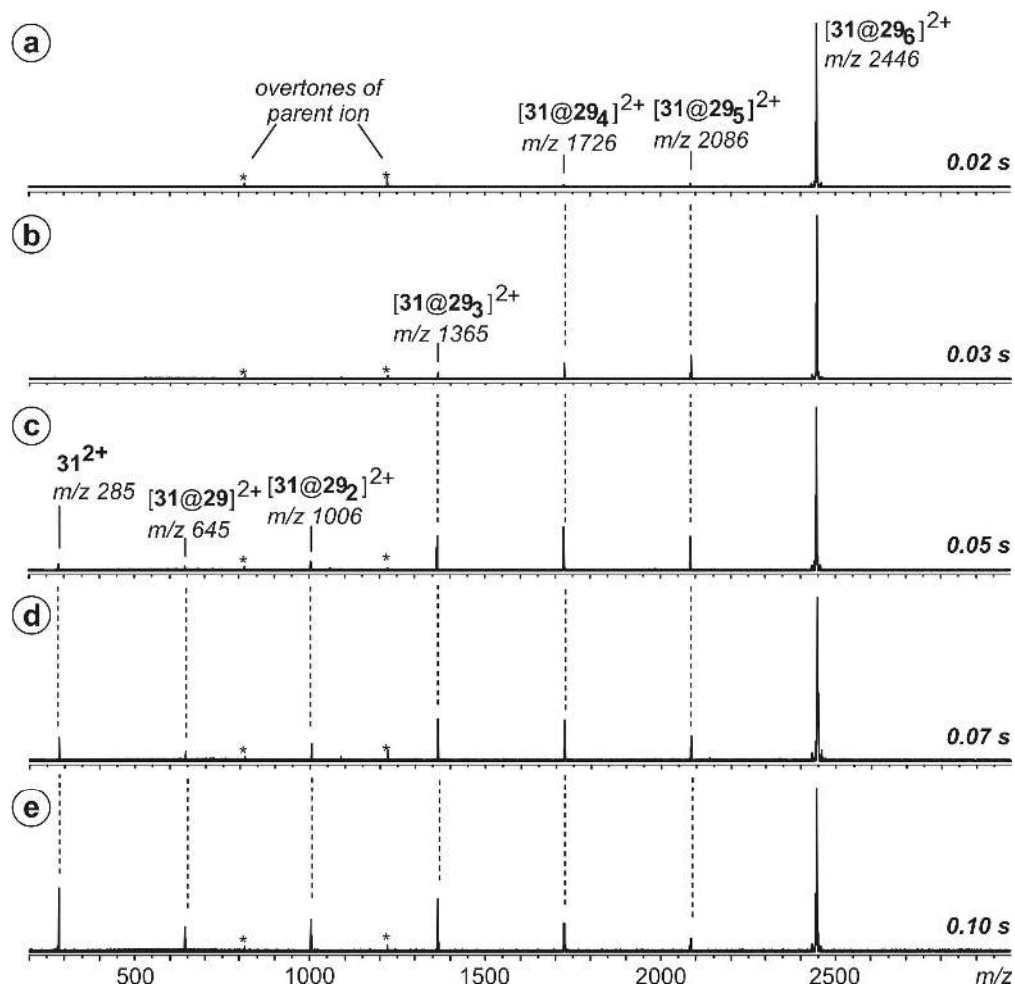 a
[31@29₆]²⁺
m/z 2446
overtones of
parent ion
[31@29₄]²⁺
m/z 1726
[31@29₅]²⁺
m/z 2086
*
*
0.02 s
b
[31@29₃]²⁺
m/z 1365
*
*
0.03 s
c
31²⁺
m/z 285
[31@29]²⁺
m/z 645
[31@29₂]²⁺
m/z 1006
*
*
0.05 s
d
*
*
0.07 s
e
*
*
0.10 s
500 1000 1500 2000 2500 m/z